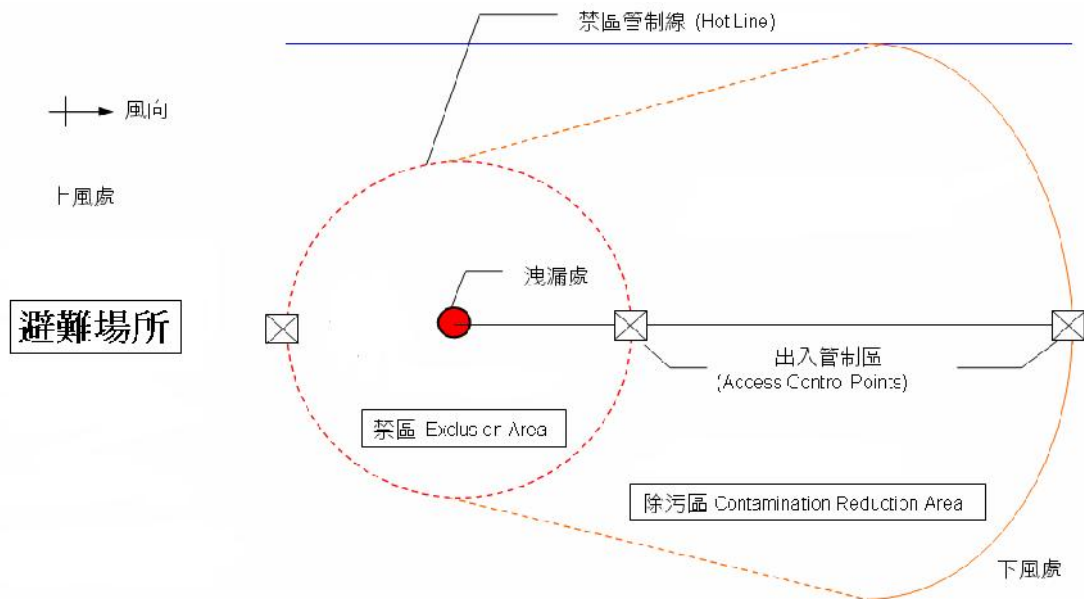 禁區管制線 (Hot Line)
風向
上風處
洩漏處
避難場所
出入管制區
(Access Control Points)
禁區 Exclusion Area
除污區 Contamination Reduction Area
下風處